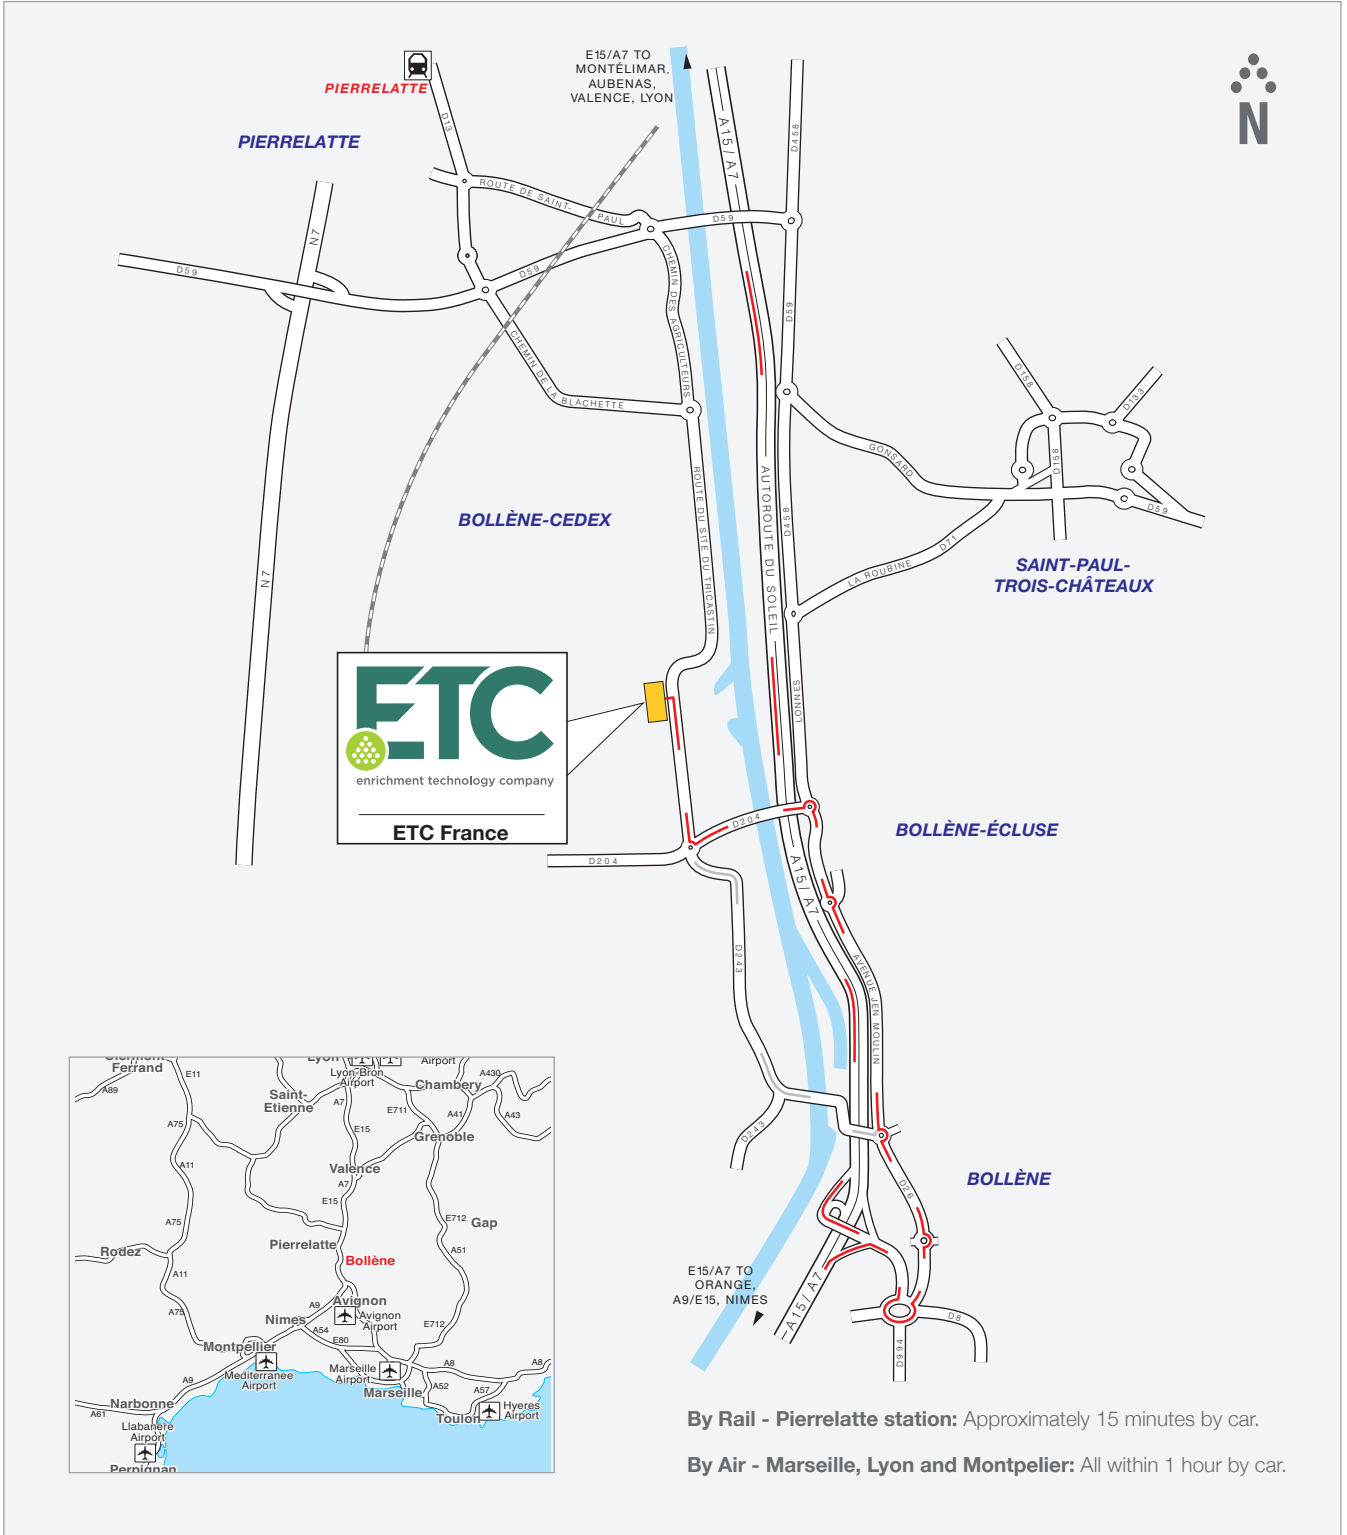 E15/A7 TO
MONTÉLIMAR,
AUBENAS,
VALENCE, LYON
PIERRELATTE
PIERRELATTE
N
D13
A15 / A7
D458
ROUTE DE SAINT-
PAUL
D59
N7
D59
D59
CHEMIN DES AGRICULTEURS
D59
CHEMIN DE LA BLACHETTE
D158
D133
GONSARD
D158
D59
AUTOROUTE DU SOLEIL
ROUTE DU SITE DU TRICASTIN
D458
BOLLÈNE-CEDEX
D71
LA ROUBINE
SAINT-PAUL-
TROIS-CHÂTEAUX
N7
ETC
enrichment technology company
ETC France
LONNES
D204
BOLLÈNE-ÉCLUSE
D204
A15 / A7
D243
AVENUE JEN MOULIN
D243
D26
BOLLÈNE
E15/A7 TO
ORANGE,
A9/E15, NIMES
A15 / A7
D8
D994
Clermont
Ferrand
Lyon
Airport
E11
Lyon-Bron
Airport
Chambery
A430
A89
Saint-
Etienne
A7
E711
A41
A43
A75
E15
Grenoble
A11
Valence
A7
E15
E712
Gap
A75
Pierrelatte
A51
Rodez
Bollène
A11
A75
A9
Avignon
Avignon
Airport
Nimes
A54
E712
E80
Montpellier
Mediterranee
Airport
Marseille
Airport
A8
A8
A9
Marseille
A52
A57
Narbonne
A61
Toulon
Hyeres
Airport
Llabanere
Airport
Perpignan
By Rail - Pierrelatte station: Approximately 15 minutes by car.
By Air - Marseille, Lyon and Montpelier: All within 1 hour by car.